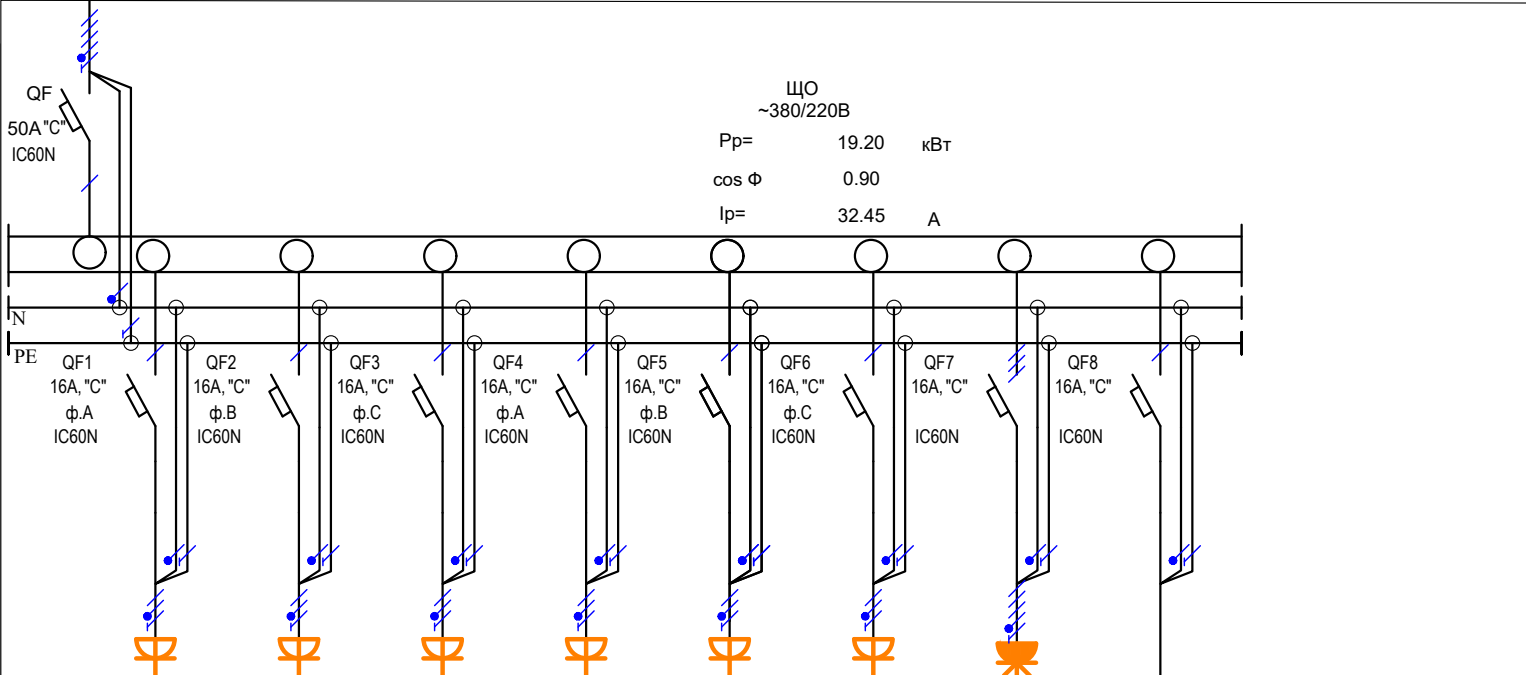 QF
50А "С"
IC60N
ЩО
~380/220В
Рр= 19.20 кВт
cos Ф 0.90
Iр= 32.45 А
N
PE
QF1
16А, "С"
ф.А
IC60N
QF2
16А, "С"
ф.В
IC60N
QF3
16А, "С"
ф.С
IC60N
QF4
16А, "С"
ф.А
IC60N
QF5
16А, "С"
ф.В
IC60N
QF6
16А, "С"
ф.С
IC60N
QF7
16А, "С"
IC60N
QF8
16А, "С"
IC60N